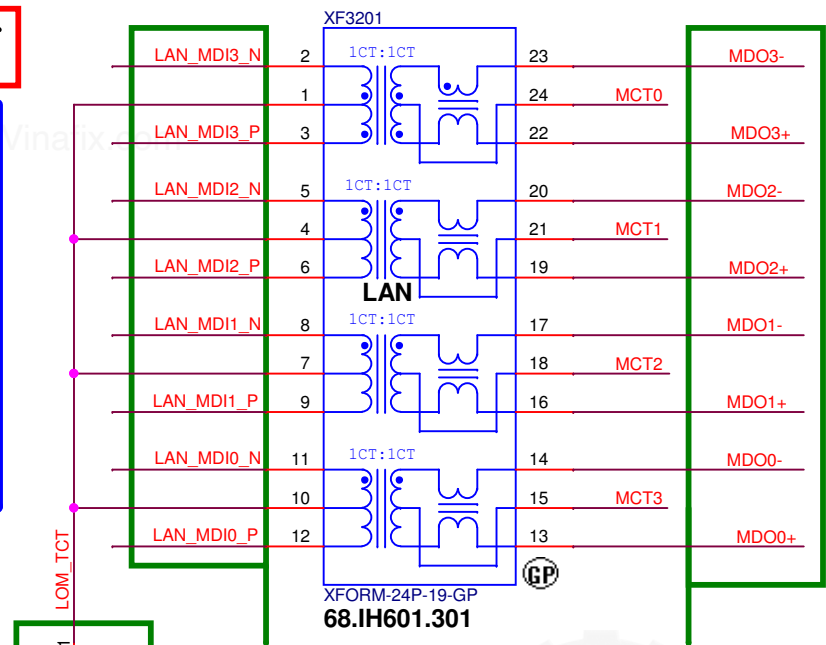 XF3201
LAN_MDI3_N 2 1CT:1CT 23 MDO3-
1 24 MCT0
Vinafix.com
LAN_MDI3_P 3 22 MDO3+
LAN_MDI2_N 5 1CT:1CT 20 MDO2-
4 21 MCT1
LAN_MDI2_P 6 19 MDO2+
LAN
LAN_MDI1_N 8 1CT:1CT 17 MDO1-
7 18 MCT2
LAN_MDI1_P 9 16 MDO1+
LAN_MDI0_N 11 1CT:1CT 14 MDO0-
10 15 MCT3
LAN_MDI0_P 12 13 MDO0+
LOM_TCT
GP
XFORM-24P-19-GP
68.IH601.301